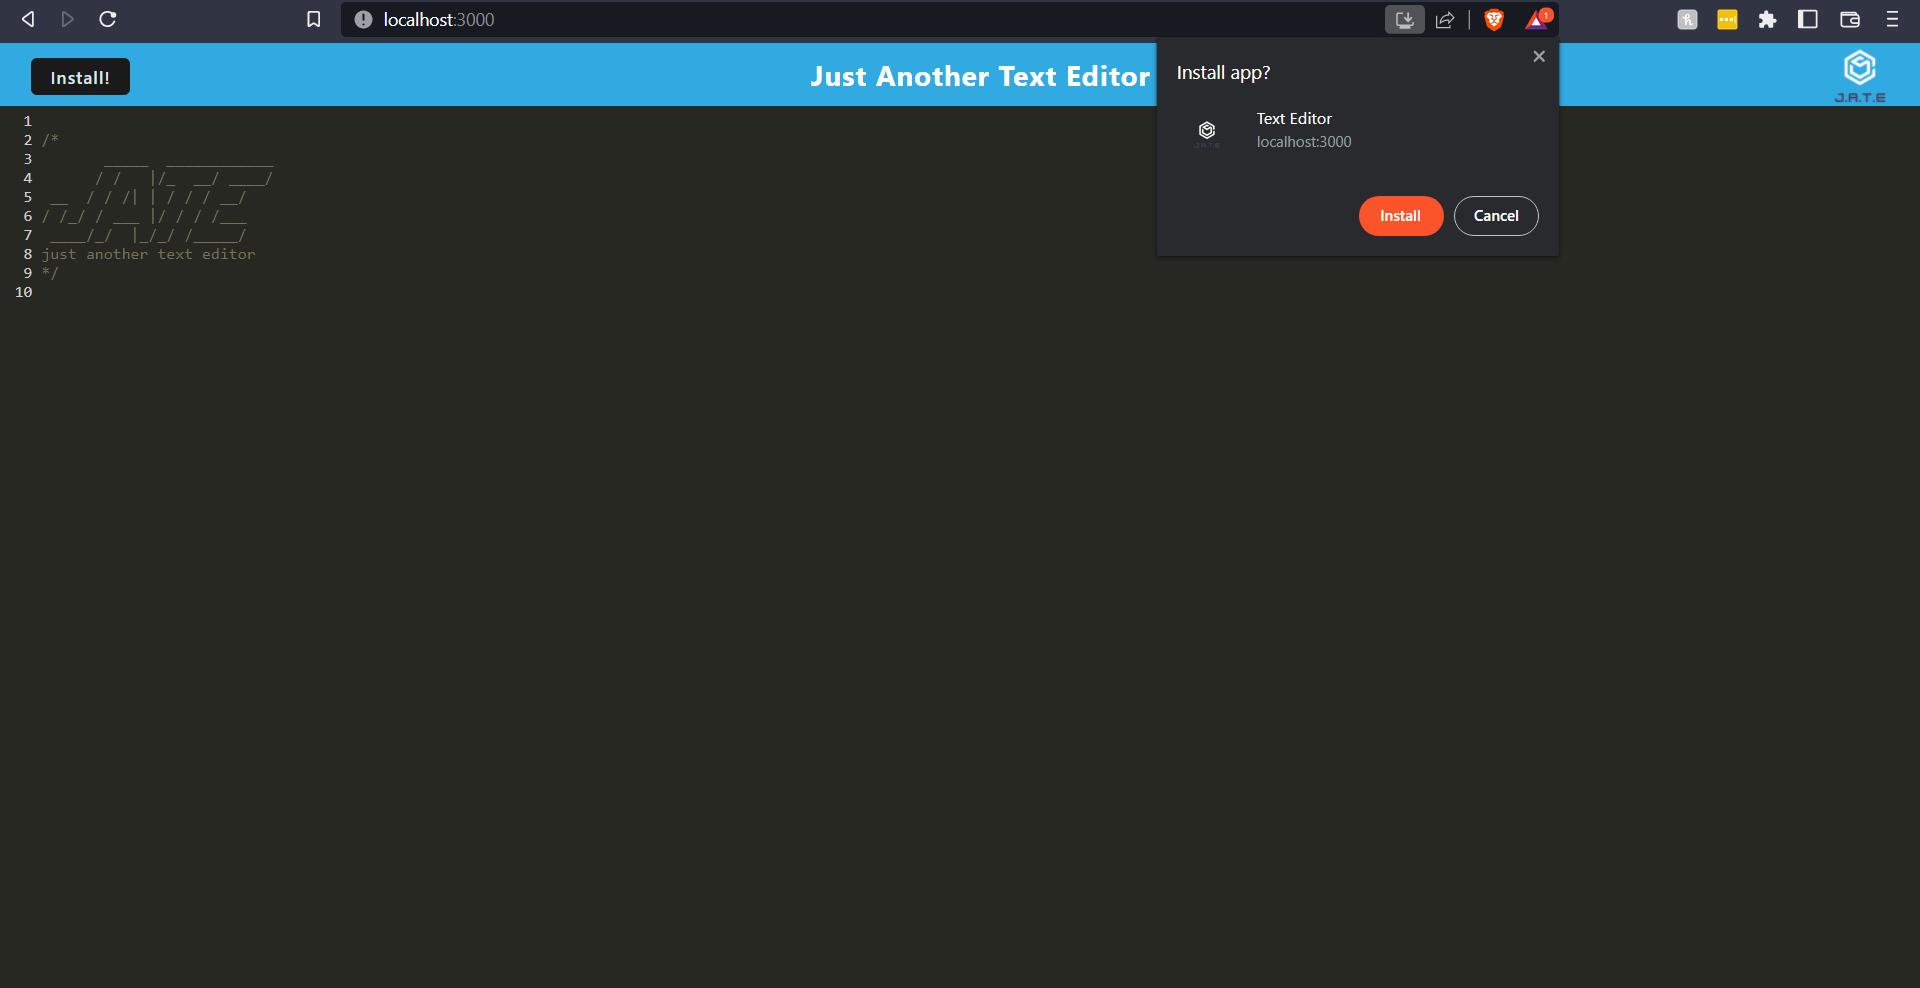 localhost:3000
1
Install!
Just Another Text Editor
J.A.T.E
Install app?
Text Editor
localhost:3000
J.A.T.E
Install
Cancel
1
2 /*
3        _____  ____________
4       / /   |/_  __/ ____/
5  __  / / /| | / / / __/
6 / /_/ / ___ |/ / / /___
7  ____/_/  |_/_/ /_____/
8 just another text editor
9 */
10